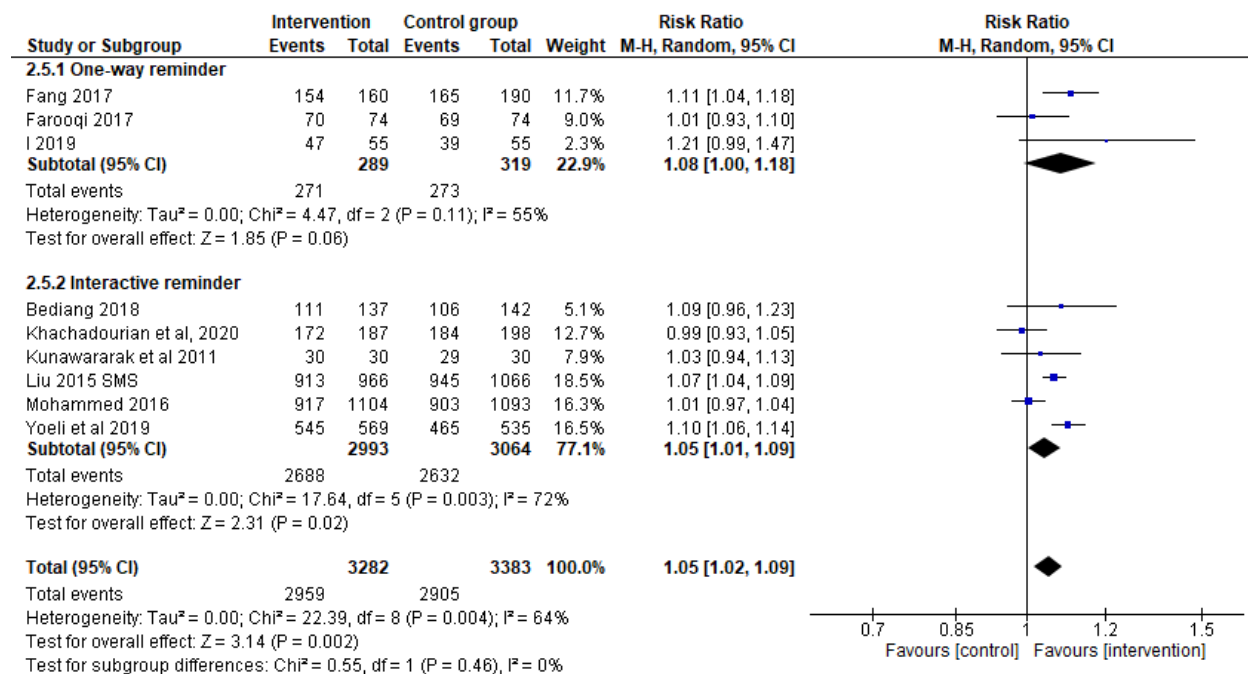 Intervention Control group Risk Ratio Risk Ratio
Study or Subgroup Events Total Events Total Weight M-H, Random, 95% CI M-H, Random, 95% CI
2.5.1 One-way reminder
Fang 2017 154 160 165 190 11.7% 1.11 [1.04, 1.18]
Farooqi 2017 70 74 69 74 9.0% 1.01 [0.93, 1.10]
I 2019 47 55 39 55 2.3% 1.21 [0.99, 1.47]
Subtotal (95% CI) 289 319 22.9% 1.08 [1.00, 1.18]
Total events 271 273
Heterogeneity: Tau² = 0.00; Chi² = 4.47, df = 2 (P = 0.11); I² = 55%
Test for overall effect: Z = 1.85 (P = 0.06)
2.5.2 Interactive reminder
Bediang 2018 111 137 106 142 5.1% 1.09 [0.96, 1.23]
Khachadourian et al, 2020 172 187 184 198 12.7% 0.99 [0.93, 1.05]
Kunawararak et al 2011 30 30 29 30 7.9% 1.03 [0.94, 1.13]
Liu 2015 SMS 913 966 945 1066 18.5% 1.07 [1.04, 1.09]
Mohammed 2016 917 1104 903 1093 16.3% 1.01 [0.97, 1.04]
Yoeli et al 2019 545 569 465 535 16.5% 1.10 [1.06, 1.14]
Subtotal (95% CI) 2993 3064 77.1% 1.05 [1.01, 1.09]
Total events 2688 2632
Heterogeneity: Tau² = 0.00; Chi² = 17.64, df = 5 (P = 0.003); I² = 72%
Test for overall effect: Z = 2.31 (P = 0.02)
Total (95% CI) 3282 3383 100.0% 1.05 [1.02, 1.09]
Total events 2959 2905
Heterogeneity: Tau² = 0.00; Chi² = 22.39, df = 8 (P = 0.004); I² = 64%
Test for overall effect: Z = 3.14 (P = 0.002)
Test for subgroup differences: Chi² = 0.55, df = 1 (P = 0.46), I² = 0%
0.7 0.85 1 1.2 1.5
Favours [control] Favours [intervention]